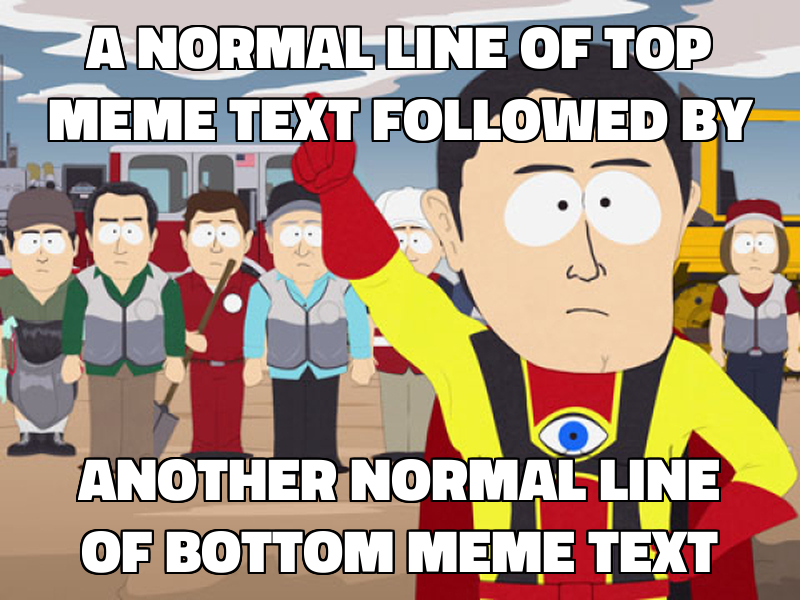 A NORMAL LINE OF TOP
MEME TEXT FOLLOWED BY
ANOTHER NORMAL LINE
OF BOTTOM MEME TEXT